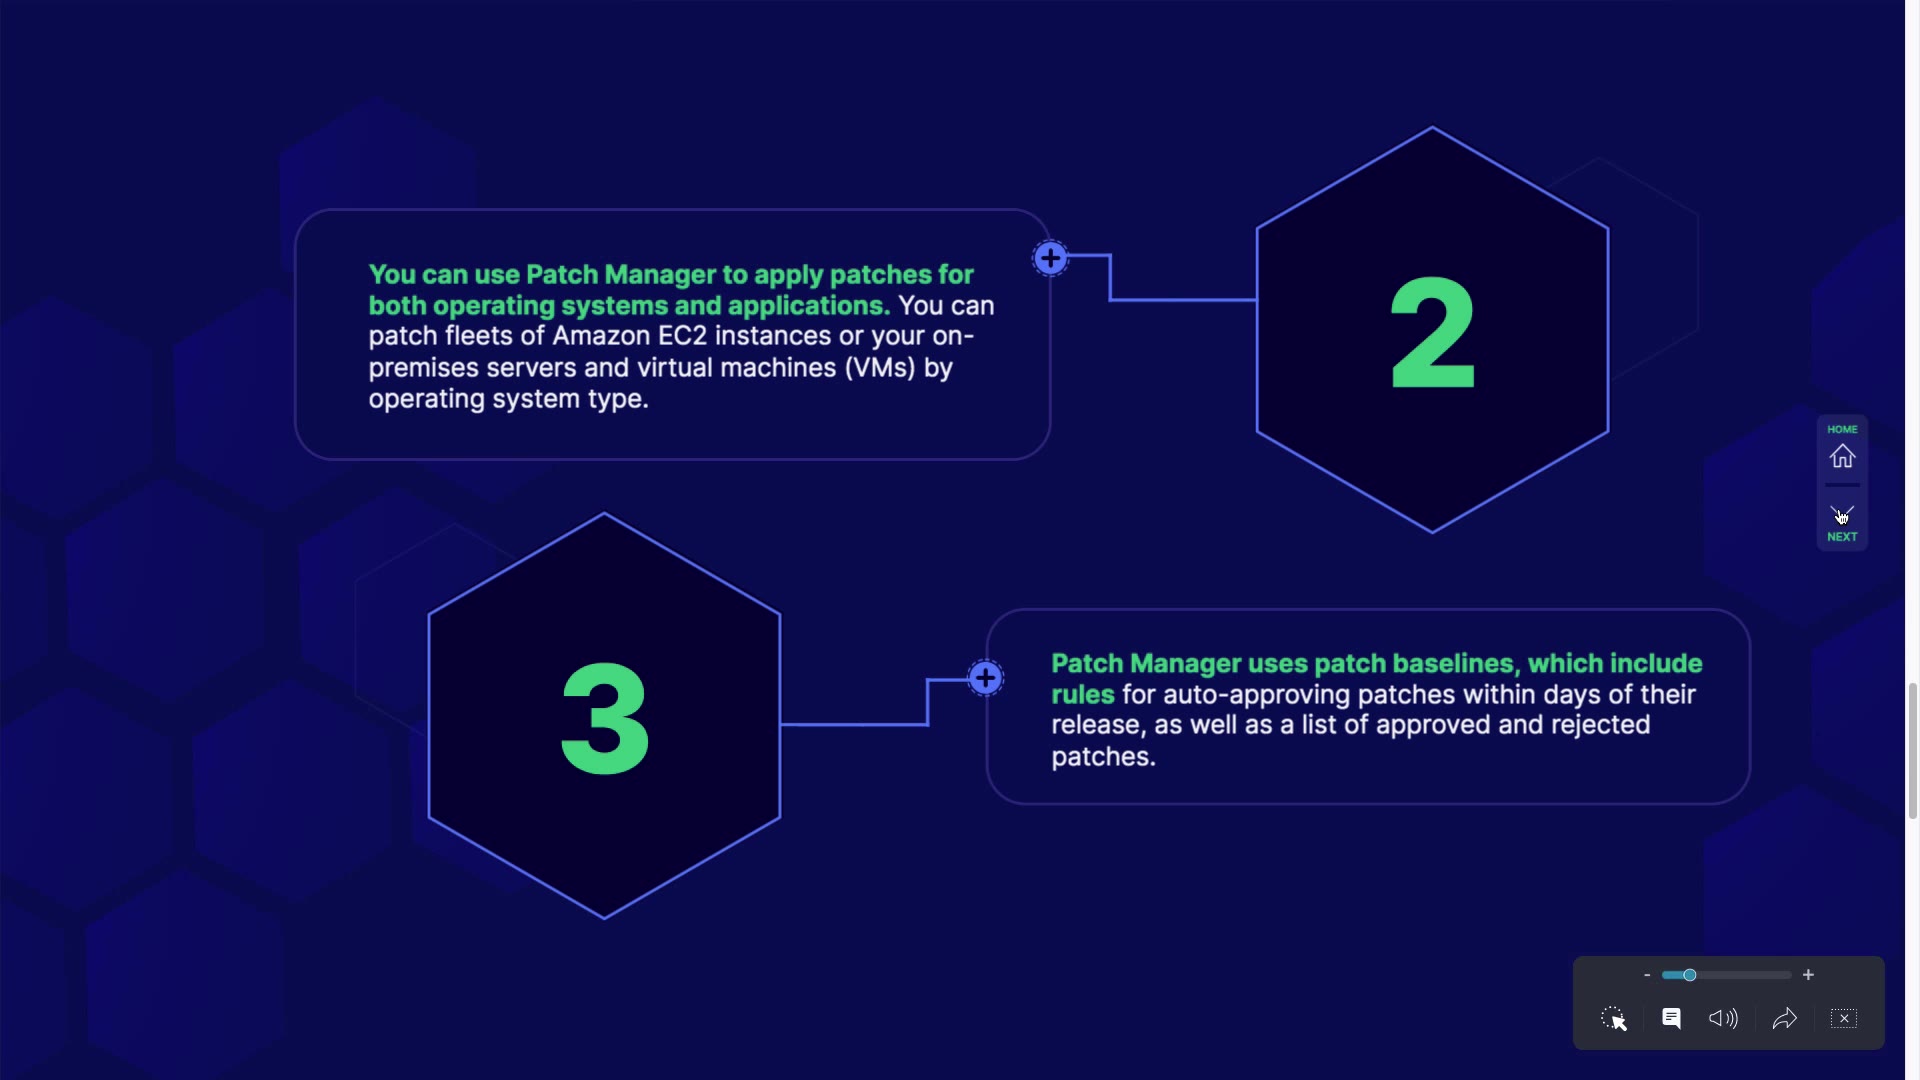 You can use Patch Manager to apply patches for
both operating systems and applications. You can
patch fleets of Amazon EC2 instances or your on-
premises servers and virtual machines (VMs) by
operating system type.
2
HOME
NEXT
3
Patch Manager uses patch baselines, which include
rules for auto-approving patches within days of their
release, as well as a list of approved and rejected
patches.